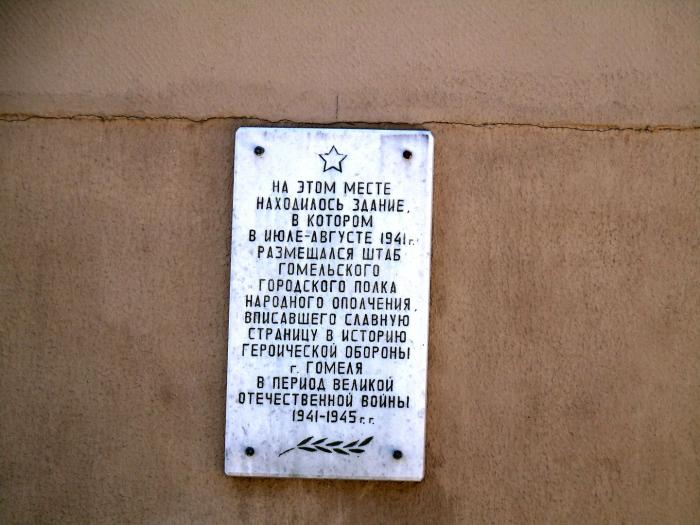 НА ЭТОМ МЕСТЕ
НАХОДИЛОСЬ ЗДАНИЕ,
В КОТОРОМ
В ИЮЛЕ-АВГУСТЕ 1941 г.
РАЗМЕЩАЛСЯ ШТАБ
ГОМЕЛЬСКОГО
ГОРОДСКОГО ПОЛКА
НАРОДНОГО ОПОЛЧЕНИЯ,
ВПИСАВШЕГО СЛАВНУЮ
СТРАНИЦУ В ИСТОРИЮ
ГЕРОИЧЕСКОЙ ОБОРОНЫ
г. ГОМЕЛЯ
В ПЕРИОД ВЕЛИКОЙ
ОТЕЧЕСТВЕННОЙ ВОЙНЫ
1941-1945 г.г.